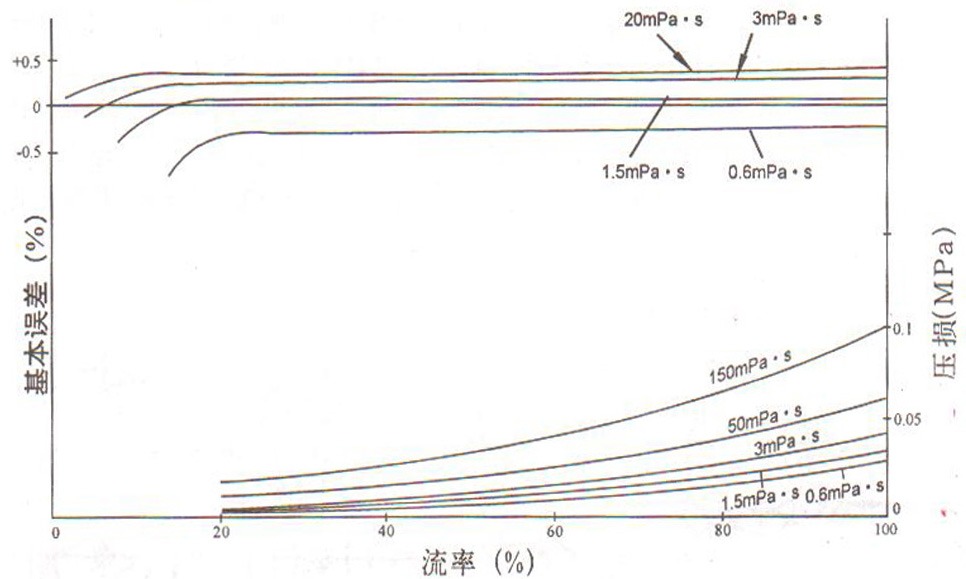 20mPa·s 3mPa·s
+0.5
0
0
-0.5
1.5mPa·s 0.6mPa·s
基本误差(%)
压损(MPa)
0.1
150mPa·s
50mPa·s
0.05
3mPa·s
1.5mPa·s 0.6mPa·s
0
0 20 40 60 80 100
流率(%)